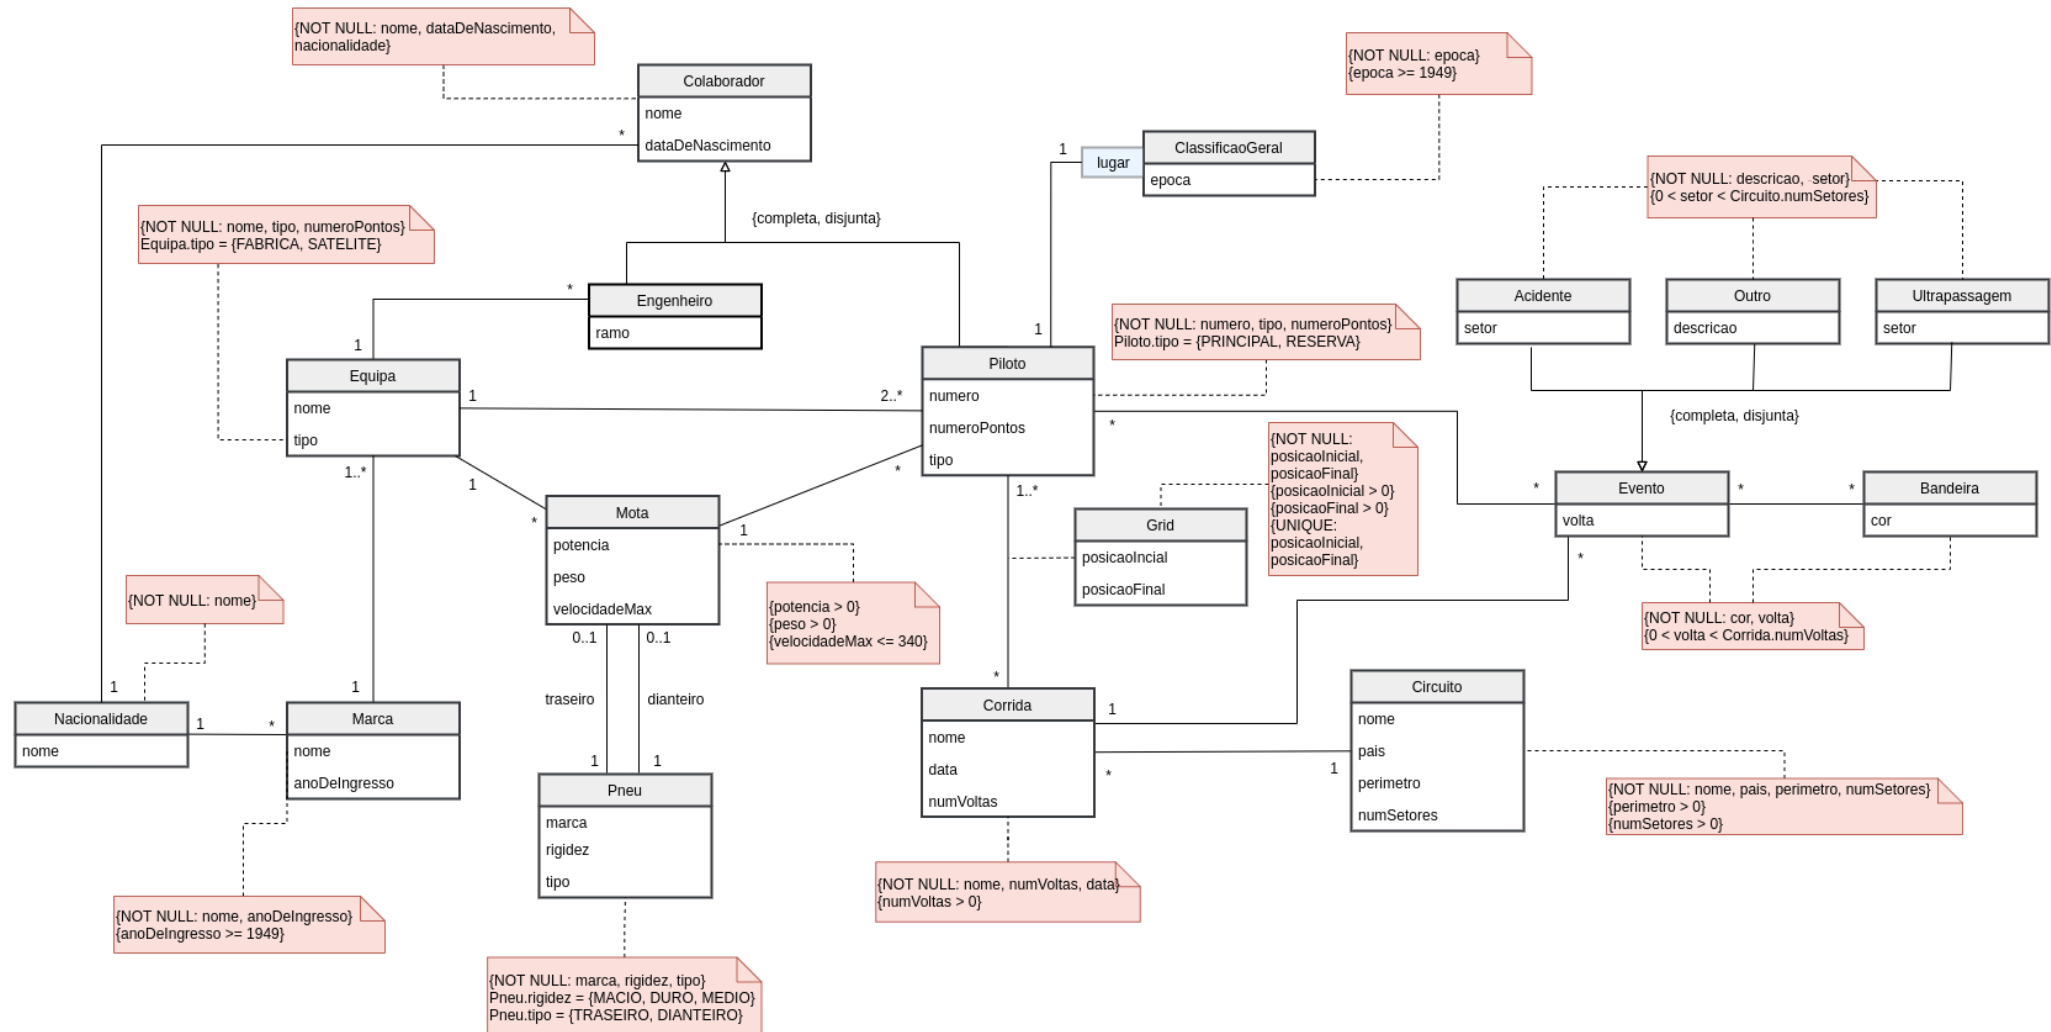 {NOT NULL: nome, dataDeNascimento,
nacionalidade}
Colaborador
nome
dataDeNascimento
*
{NOT NULL: epoca}
{epoca >= 1949}
1
lugar
ClassificaoGeral
epoca
{NOT NULL: descricao, setor}
{0 < setor < Circuito.numSetores}
{completa, disjunta}
{NOT NULL: nome, tipo, numeroPontos}
Equipa.tipo = {FABRICA, SATELITE}
*
Engenheiro
ramo
1
1
{NOT NULL: numero, tipo, numeroPontos}
Piloto.tipo = {PRINCIPAL, RESERVA}
Acidente
setor
Outro
descricao
Ultrapassagem
setor
{completa, disjunta}
Equipa
nome
tipo
1
2..*
Piloto
numero
numeroPontos
tipo
*
{NOT NULL:
posicaoInicial,
posicaoFinal}
{posicaoInicial > 0}
{posicaoFinal > 0}
{UNIQUE:
posicaoInicial,
posicaoFinal}
1..*
1
*
*
1
1..*
Mota
potencia
peso
velocidadeMax
Grid
posicaoIncial
posicaoFinal
*
Evento
volta
*
*
Bandeira
cor
*
{NOT NULL: nome}
{potencia > 0}
{peso > 0}
{velocidadeMax <= 340}
{NOT NULL: cor, volta}
{0 < volta < Corrida.numVoltas}
0..1
0..1
traseiro
dianteiro
1
1
1
1
Nacionalidade
nome
1
*
Marca
nome
anoDeIngresso
*
Corrida
nome
data
numVoltas
1
*
1
Circuito
nome
pais
perimetro
numSetores
Pneu
marca
rigidez
tipo
{NOT NULL: nome, pais, perimetro, numSetores}
{perimetro > 0}
{numSetores > 0}
{NOT NULL: nome, numVoltas, data}
{numVoltas > 0}
{NOT NULL: nome, anoDeIngresso}
{anoDeIngresso >= 1949}
{NOT NULL: marca, rigidez, tipo}
Pneu.rigidez = {MACIO, DURO, MEDIO}
Pneu.tipo = {TRASEIRO, DIANTEIRO}